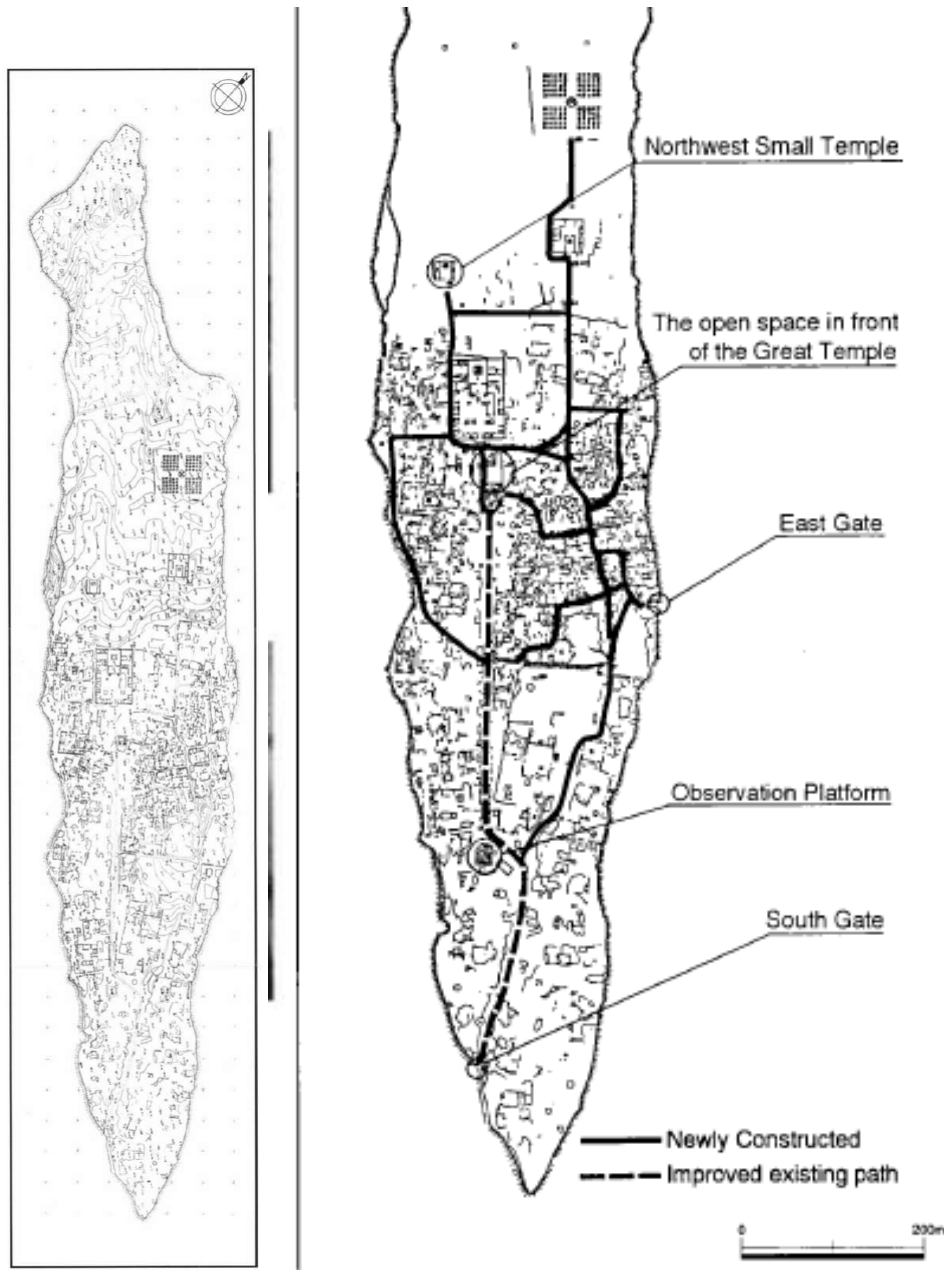 N
Northwest Small Temple
The open space in front
of the Great Temple
East Gate
Observation Platform
South Gate
Newly Constructed
Improved existing path
0
200m